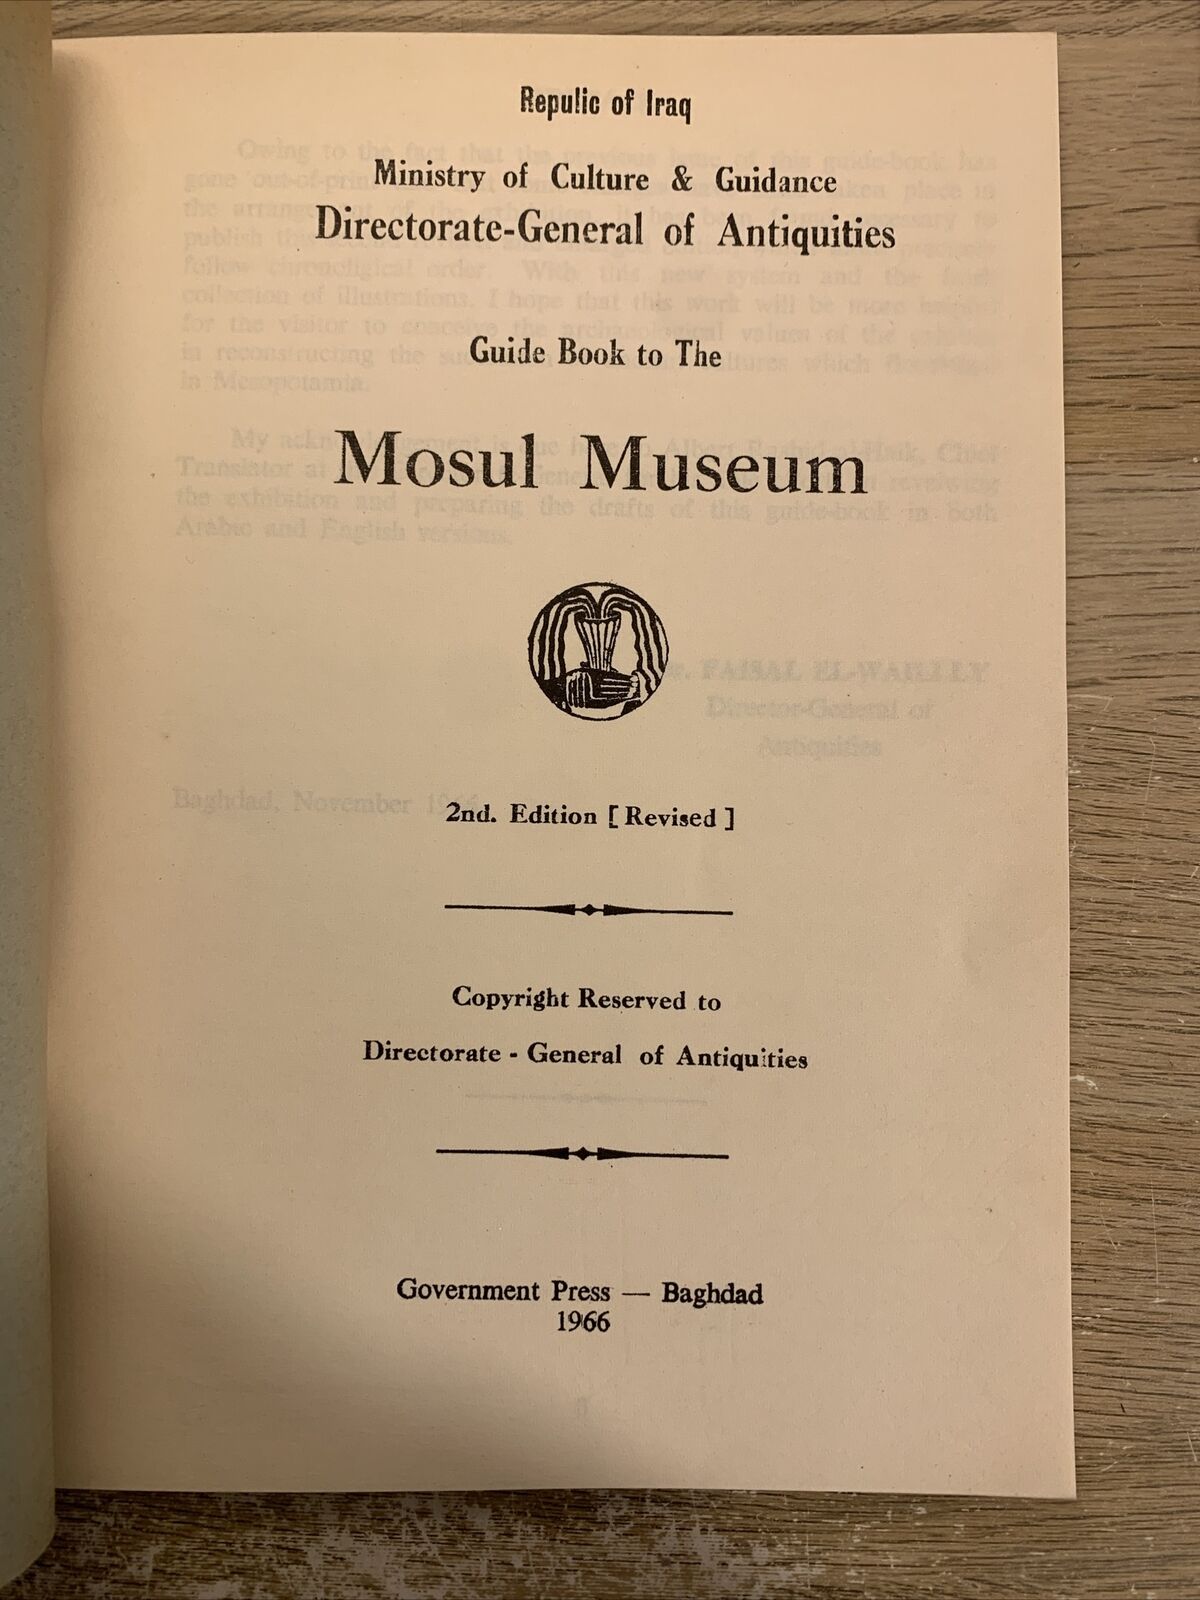 Repulic of Iraq
Ministry of Culture & Guidance
Directorate-General of Antiquities
Guide Book to The
Mosul Museum
2nd. Edition [ Revised ]
Copyright Reserved to
Directorate - General of Antiquities
Government Press — Baghdad
1966